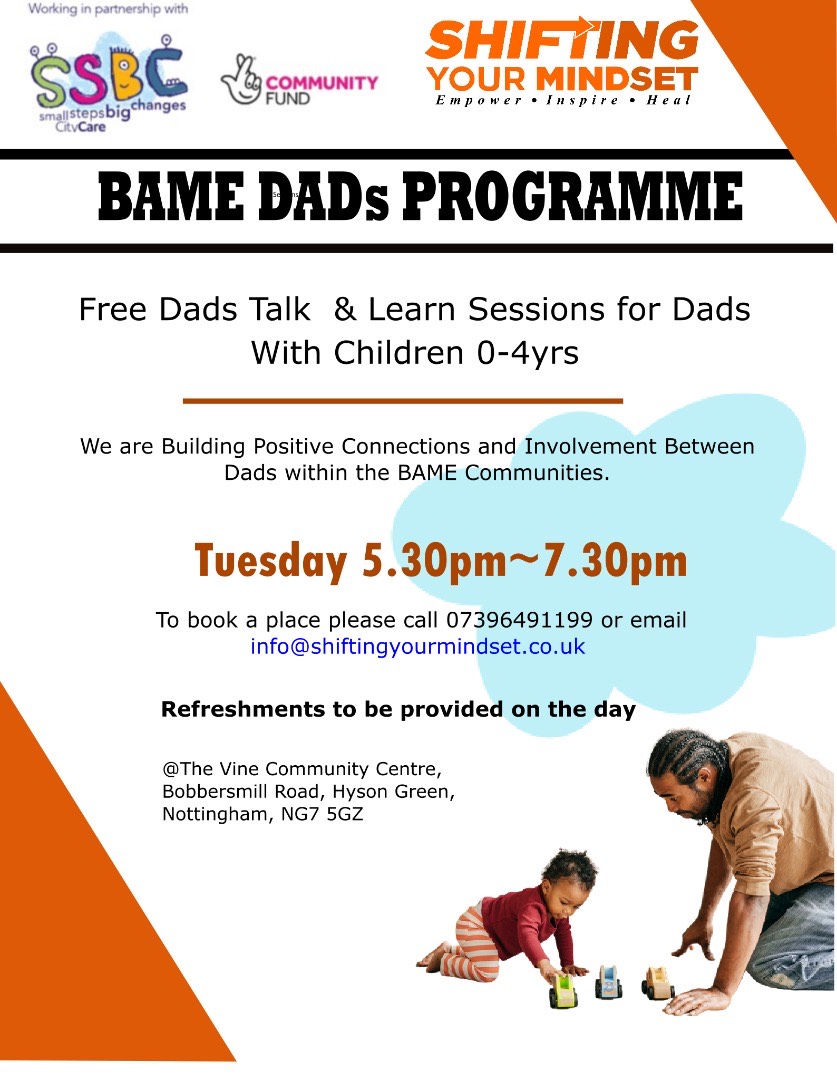 Working in partnership with
SSBC
smallstepsbigchanges
CityCare
COMMUNITY
FUND
SHIFTING
YOUR MINDSET
Empower • Inspire • Heal
BAME DADs PROGRAMME
Free Dads Talk & Learn Sessions for Dads
With Children 0-4yrs
We are Building Positive Connections and Involvement Between
Dads within the BAME Communities.
Tuesday 5.30pm~7.30pm
To book a place please call 07396491199 or email
info@shiftingyourmindset.co.uk
Refreshments to be provided on the day
@The Vine Community Centre,
Bobbersmill Road, Hyson Green,
Nottingham, NG7 5GZ